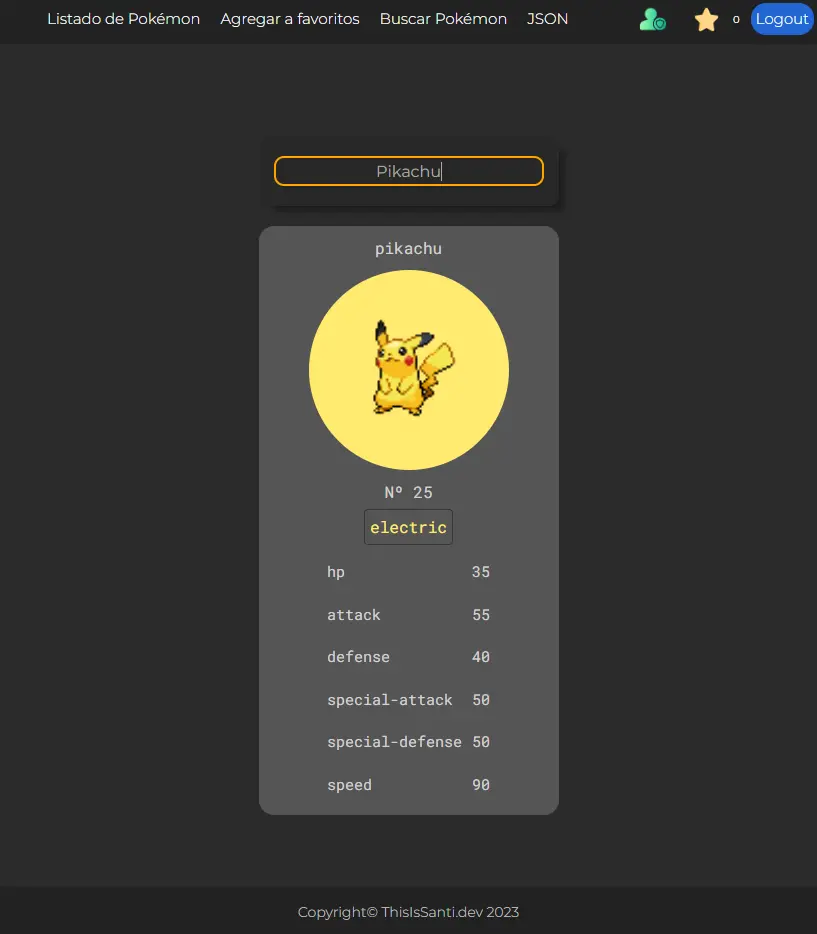 Listado de Pokémon Agregar a favoritos Buscar Pokémon JSON 0 Logout
Pikachu
pikachu
Nº 25
electric
hp 35
attack 55
defense 40
special-attack 50
special-defense 50
speed 90
Copyright© ThisIsSanti.dev 2023